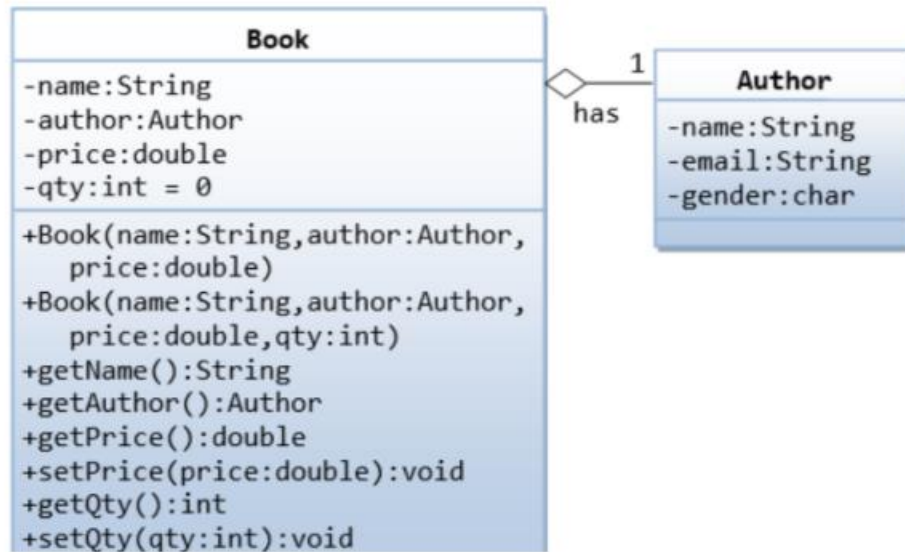 Book
-name:String
-author:Author
-price:double
-qty:int = 0
+Book(name:String,author:Author,
price:double)
+Book(name:String,author:Author,
price:double,qty:int)
+getName():String
+getAuthor():Author
+getPrice():double
+setPrice(price:double):void
+getQty():int
+setQty(qty:int):void
1
has
Author
-name:String
-email:String
-gender:char